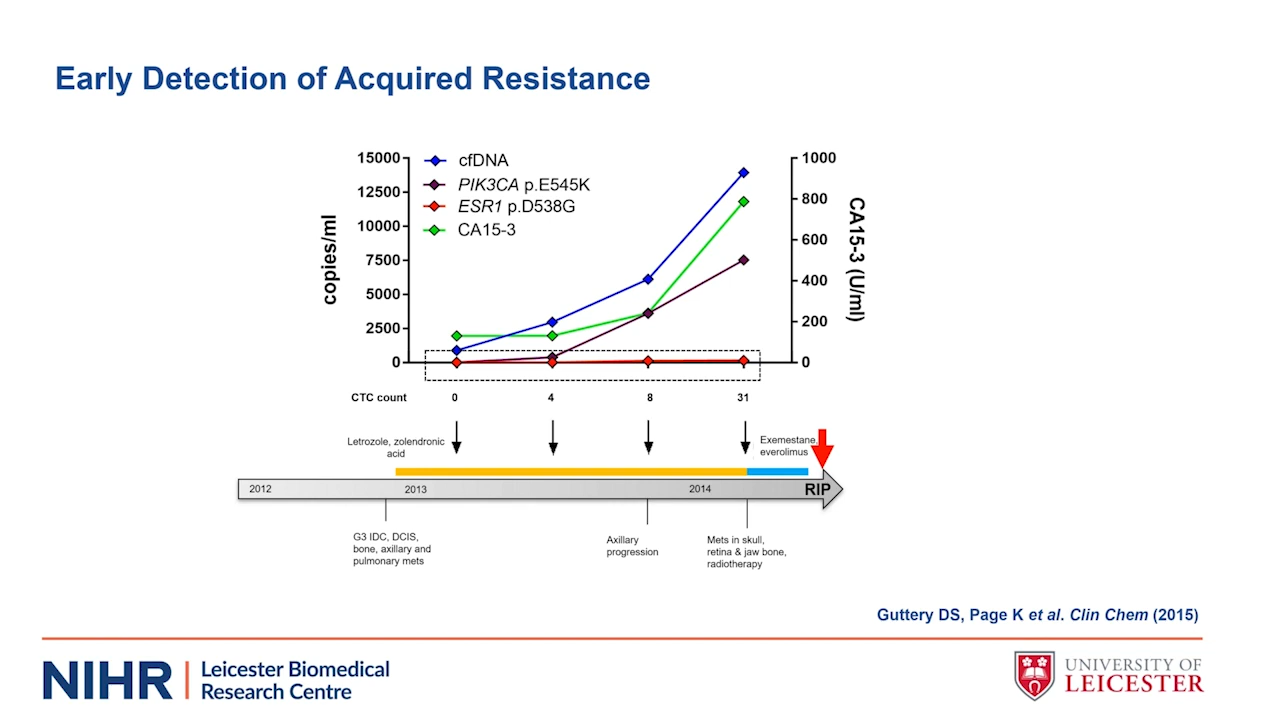 Early Detection of Acquired Resistance
15000
12500
10000
7500
5000
2500
0
copies/ml
cfDNA
PIK3CA p.E545K
ESR1 p.D538G
CA15-3
1000
800
600
400
200
0
CA15-3 (U/ml)
CTC count 0 4 8 31
Letrozole, zolendronic
acid
Exemestane,
everolimus
2012 2013 2014 RIP
G3 IDC, DCIS,
bone, axillary and
pulmonary mets
Axillary
progression
Mets in skull,
retina & jaw bone,
radiotherapy
Guttery DS, Page K et al. Clin Chem (2015)
NIHR | Leicester Biomedical
Research Centre
UNIVERSITY OF
LEICESTER